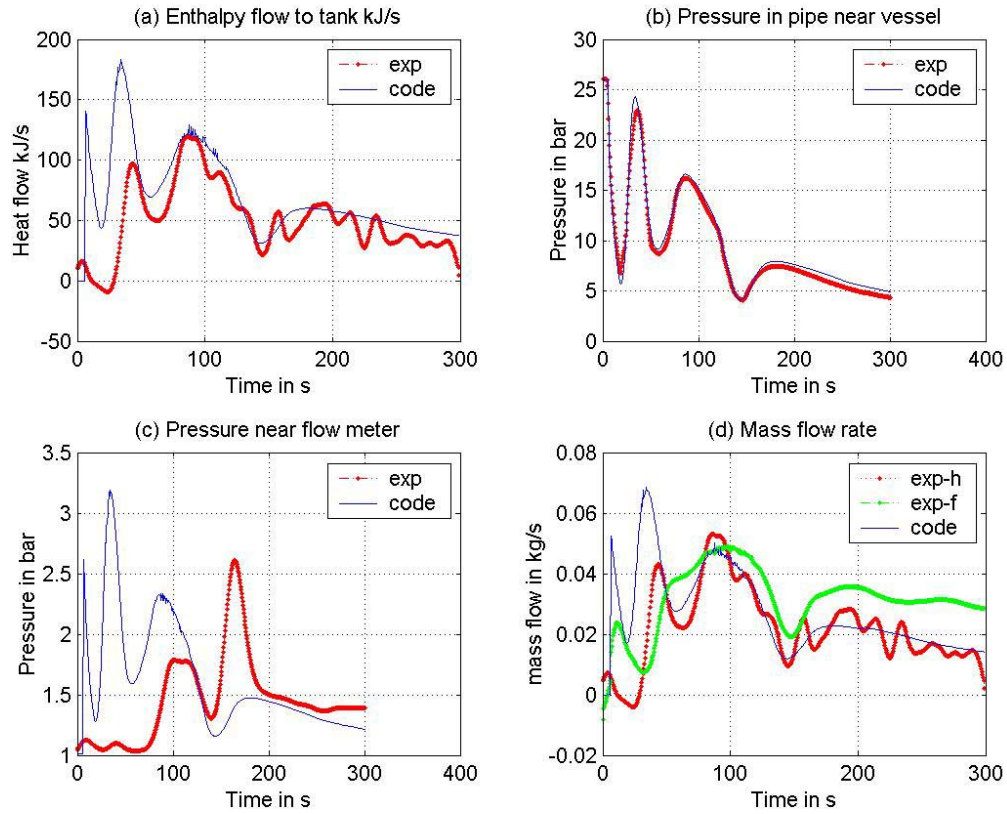 (a) Enthalpy flow to tank kJ/s
200
150
100
50
0
-50
Heat flow kJ/s
exp
code
0 100 200 300
Time in s
(b) Pressure in pipe near vessel
30
25
20
15
10
5
0
Pressure in bar
exp
code
0 100 200 300 400
Time in s
(c) Pressure near flow meter
3.5
3
2.5
2
1.5
1
Pressure in bar
exp
code
0 100 200 300 400
Time in s
(d) Mass flow rate
0.08
0.06
0.04
0.02
0
-0.02
mass flow in kg/s
exp-h
exp-f
code
0 100 200 300
Time in s